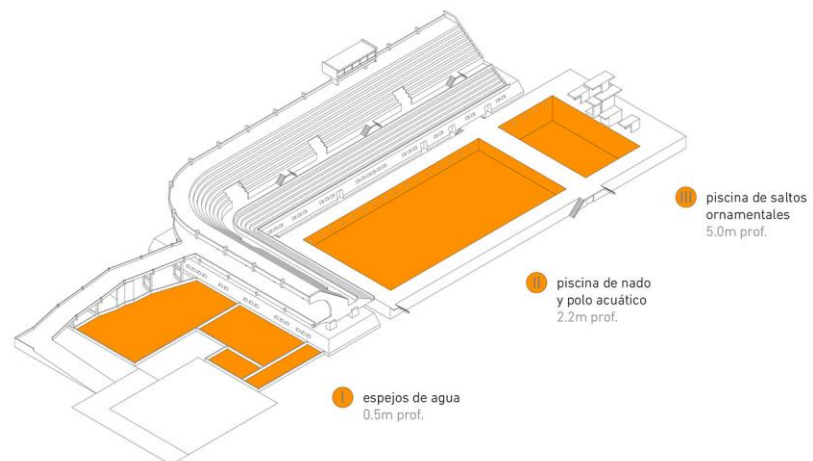 III
piscina de saltos
ornamentales
5.0m prof.
II
piscina de nado
y polo acuático
2.2m prof.
I
espejos de agua
0.5m prof.